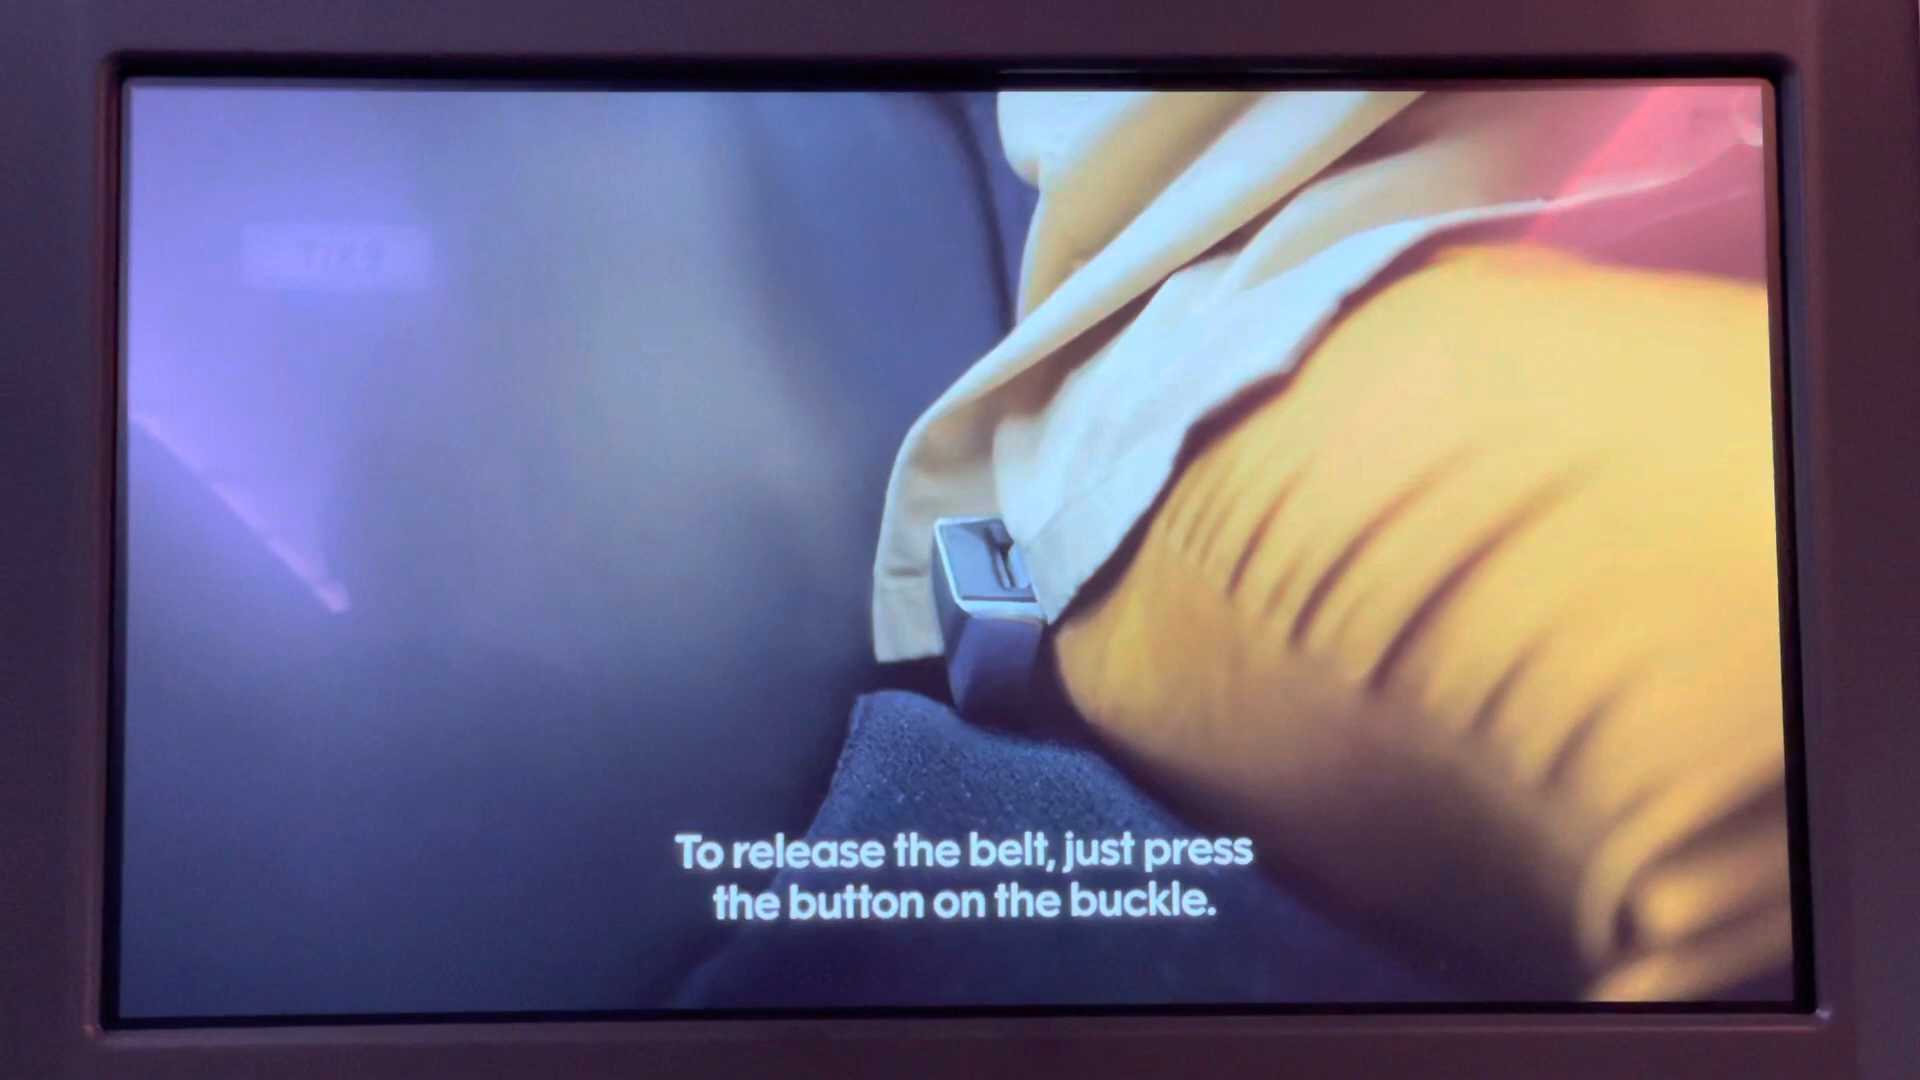 To release the belt, just press
the button on the buckle.